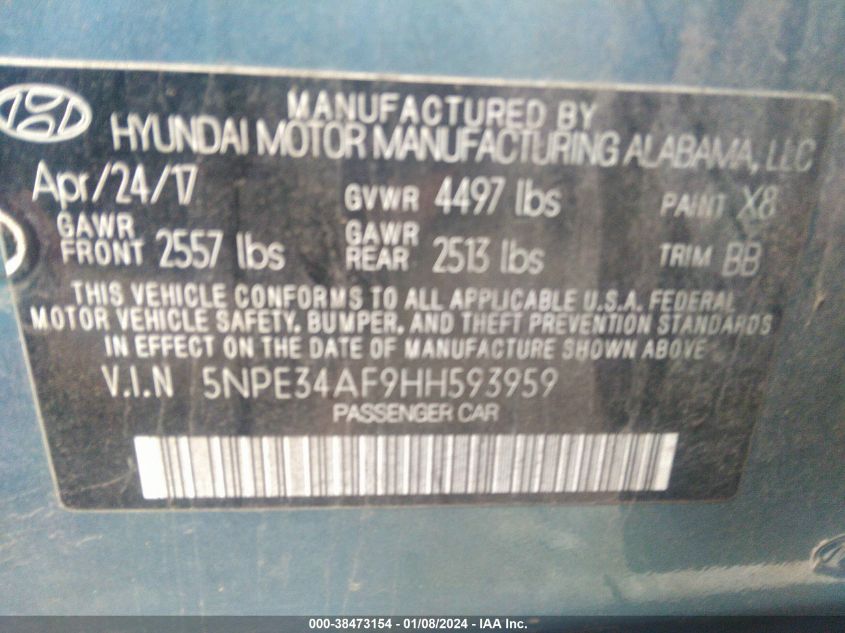 MANUFACTURED BY
HYUNDAI MOTOR MANUFACTURING ALABAMA, LLC
Apr/24/17 GVWR 4497 lbs PAINT X8
GAWR FRONT 2557 lbs GAWR REAR 2513 lbs TRIM BB
THIS VEHICLE CONFORMS TO ALL APPLICABLE U.S.A. FEDERAL
MOTOR VEHICLE SAFETY, BUMPER, AND THEFT PREVENTION STANDARDS
IN EFFECT ON THE DATE OF MANUFACTURE SHOWN ABOVE
V.I.N 5NPE34AF9HH593959
PASSENGER CAR
000-38473154 - 01/08/2024 - IAA Inc.